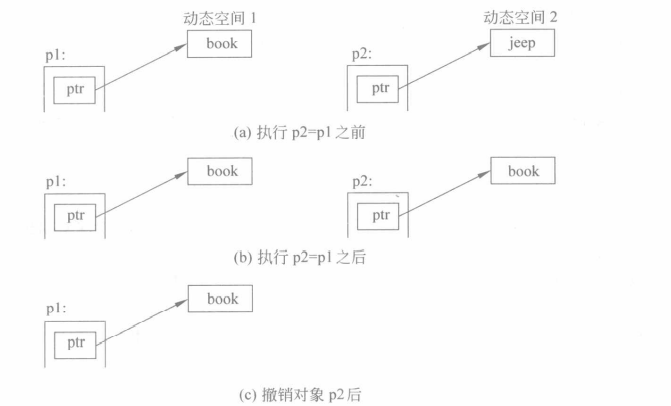 动态空间 1
动态空间 2
p1:
book
p2:
jeep
ptr
ptr
(a) 执行 p2=p1 之前
p1:
book
p2:
book
ptr
ptr
(b) 执行 p2=p1 之后
p1:
book
ptr
(c) 撤销对象 p2后